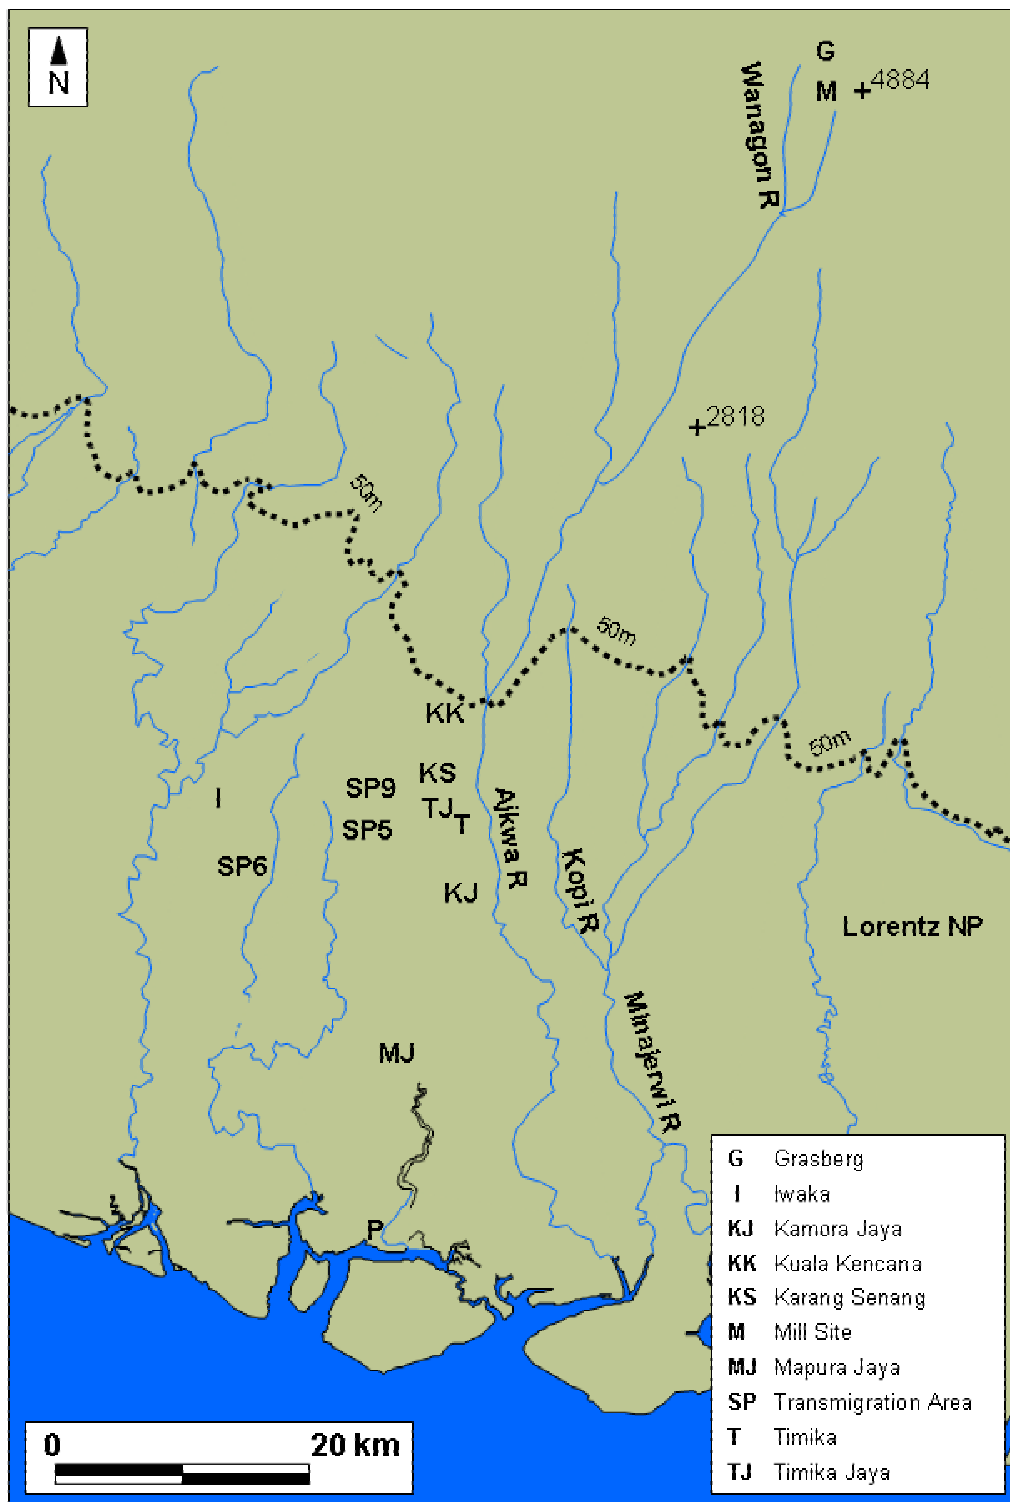 N
G
M
4884
Wanagon R
2818
50m
50m
50m
KK
KS
SP9
TJ
T
SP5
I
SP6
KJ
Ajkwa R
Kopi R
Lorentz NP
Minajerwi R
MJ
P
G Grasberg
I Iwaka
KJ Kamora Jaya
KK Kuala Kencana
KS Karang Senang
M Mill Site
MJ Mapura Jaya
SP Transmigration Area
T Timika
TJ Timika Jaya
0 20 km